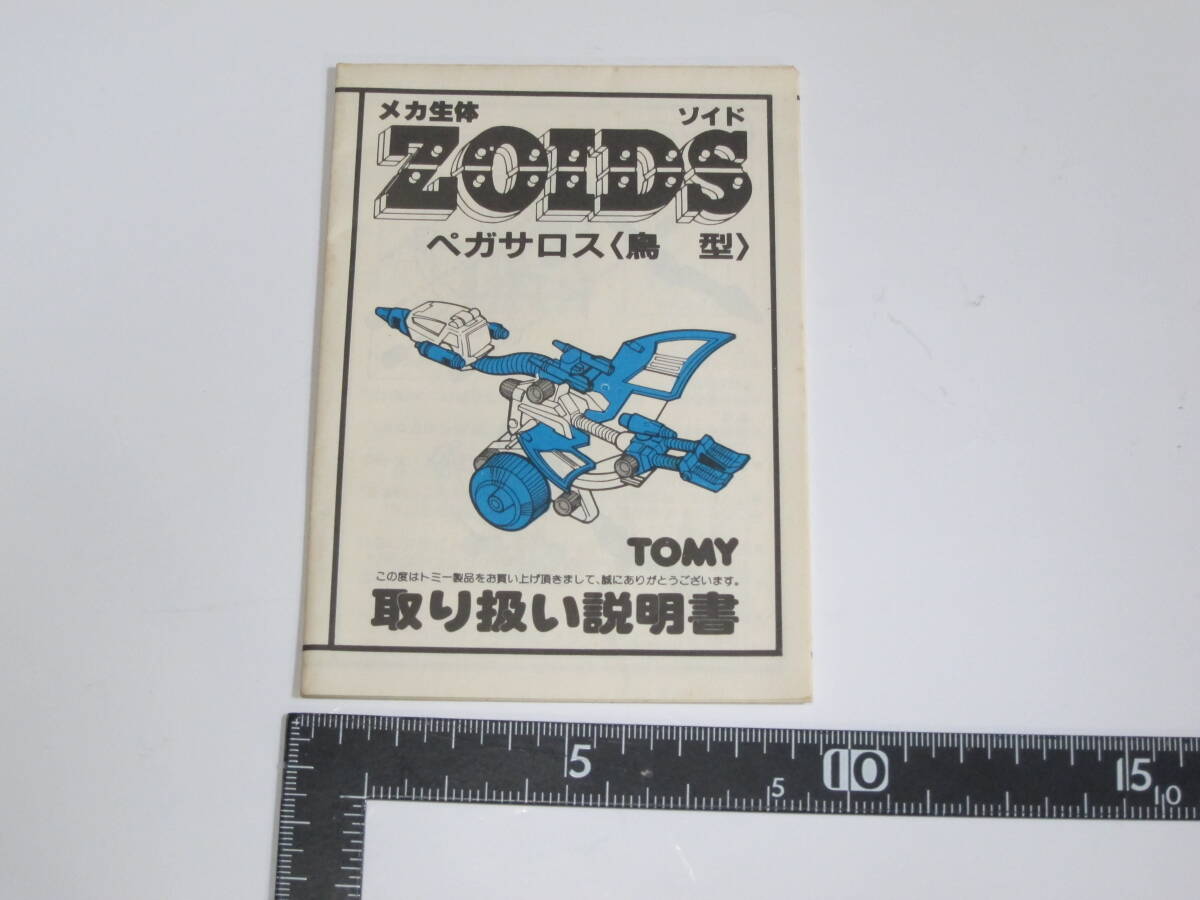 メカ生体 ゾイド
ZOIDS
ペガサロス〈鳥 型〉
TOMY
この度はトミー製品をお買い上げ頂きまして、誠にありがとうございます。
取り扱い説明書
5 10 15
5 10